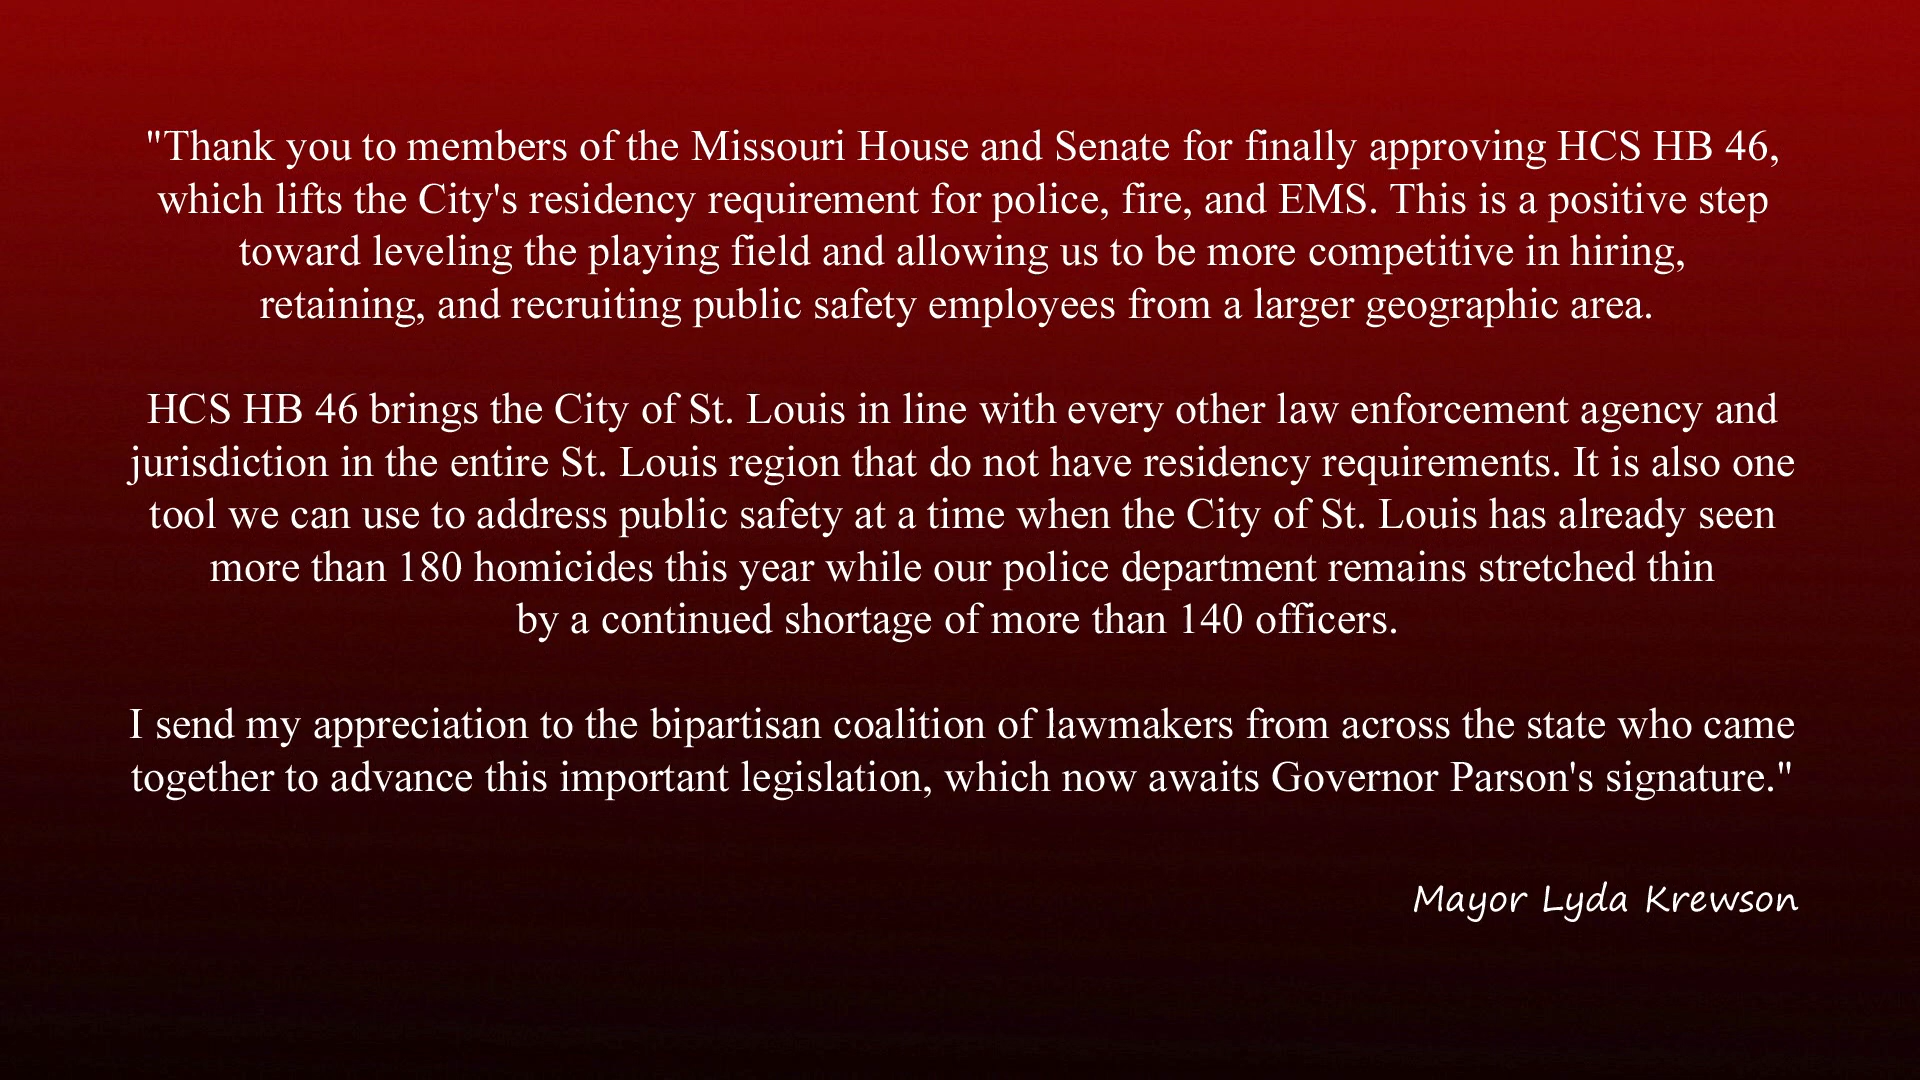 "Thank you to members of the Missouri House and Senate for finally approving HCS HB 46,
which lifts the City's residency requirement for police, fire, and EMS. This is a positive step
toward leveling the playing field and allowing us to be more competitive in hiring,
retaining, and recruiting public safety employees from a larger geographic area.
HCS HB 46 brings the City of St. Louis in line with every other law enforcement agency and
jurisdiction in the entire St. Louis region that do not have residency requirements. It is also one
tool we can use to address public safety at a time when the City of St. Louis has already seen
more than 180 homicides this year while our police department remains stretched thin
by a continued shortage of more than 140 officers.
I send my appreciation to the bipartisan coalition of lawmakers from across the state who came
together to advance this important legislation, which now awaits Governor Parson's signature."
Mayor Lyda Krewson